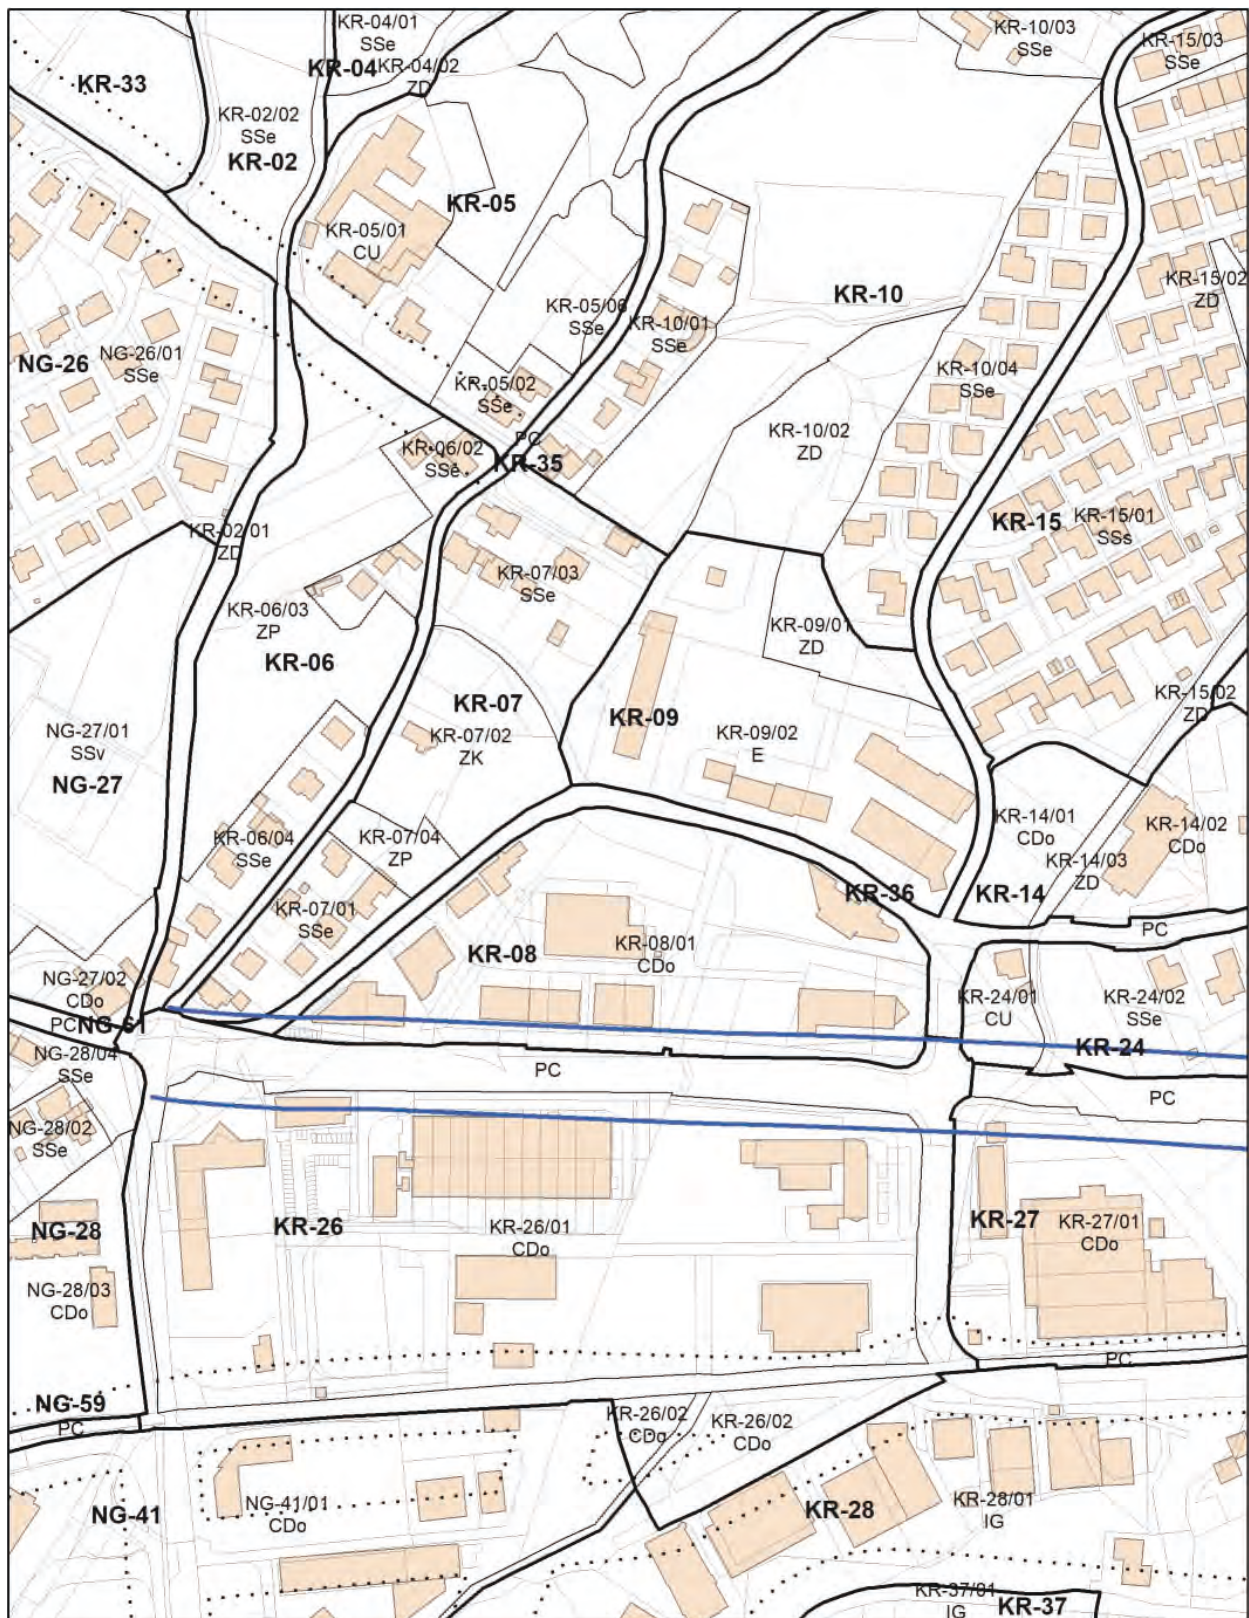 KR-04/01
SSe
KR-10/03
SSe
KR-15/03
SSe
KR-04
KR-04/02
ZD
KR-33
KR-02/02
SSe
KR-02
KR-05
KR-05/01
CU
KR-15/02
ZD
KR-10
KR-05/06
SSe
KR-10/01
SSe
NG-26
NG-26/01
SSe
KR-05/02
SSe
KR-10/04
SSe
KR-10/02
ZD
PC
KR-06/02
SSe
KR-35
KR-15
KR-15/01
SSs
KR-02/01
ZD
KR-07/03
SSe
KR-06/03
ZP
KR-06
KR-09/01
ZD
KR-07
KR-09
KR-15/02
ZD
NG-27/01
SSv
NG-27
KR-07/02
ZK
KR-09/02
E
KR-14/01
CDo
KR-14/02
CDo
KR-06/04
SSe
KR-07/04
ZP
KR-14/03
ZD
KR-36
KR-14
KR-07/01
SSe
PC
KR-08
KR-08/01
CDo
NG-27/02
CDo
KR-24/01
CU
KR-24/02
SSe
PC
NG-61
KR-24
NG-28/04
SSe
PC
PC
NG-28/02
SSe
NG-28
KR-26
KR-26/01
CDo
KR-27
KR-27/01
CDo
NG-28/03
CDo
PC
NG-59
PC
KR-26/02
CDo
KR-26/02
CDo
NG-41
NG-41/01
CDo
KR-28
KR-28/01
IG
KR-37/01
IG
KR-37